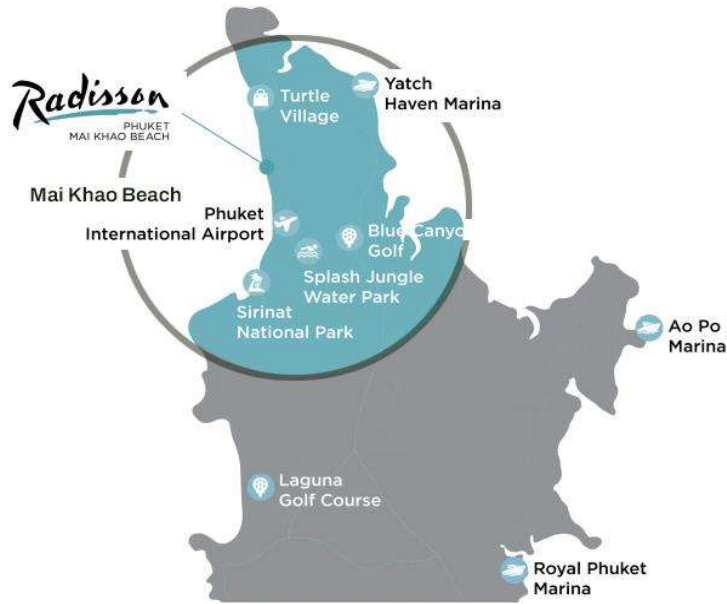 Radisson
PHUKET
MAI KHAO BEACH
Turtle
Village
Yatch
Haven Marina
Mai Khao Beach
Phuket
International Airport
Blue Canyo
Golf
Splash Jungle
Water Park
Sirinat
National Park
Ao Po
Marina
Laguna
Golf Course
Royal Phuket
Marina